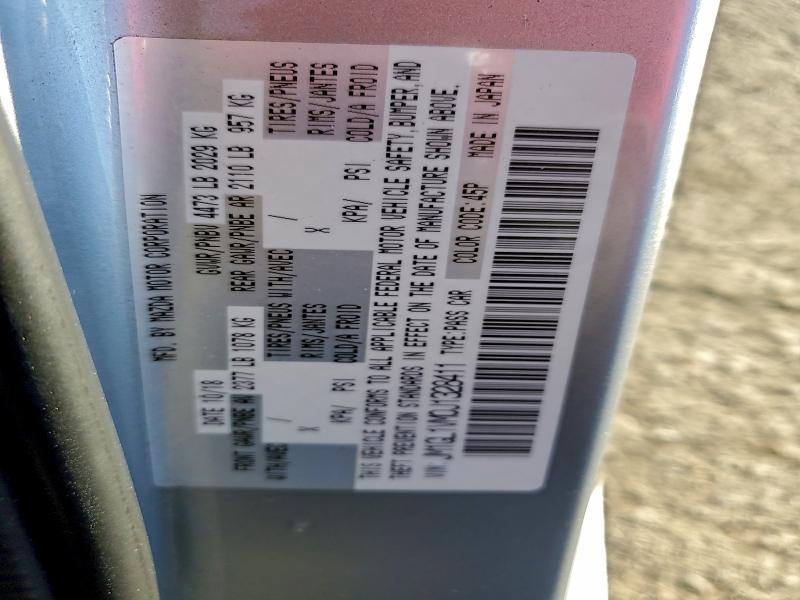 MFD. BY MAZDA MOTOR CORPORATION
DATE 10/18 GVWR/PNBV 4473 LB 2029 KG
FRONT GAWR/PNBE AV 2377 LB 1078 KG REAR GAWR/PNBE AR 2110 LB 957 KG
WITH/AVEC / TIRES/PNEUS WITH/AVEC / TIRES/PNEUS
X RIMS/JANTES X RIMS/JANTES
KPA/ PSI COLD/A FROID KPA/ PSI COLD/A FROID
THIS VEHICLE CONFORMS TO ALL APPLICABLE FEDERAL MOTOR VEHICLE SAFETY, BUMPER, AND
THEFT PREVENTION STANDARDS IN EFFECT ON THE DATE OF MANUFACTURE SHOWN ABOVE.
VIN: JM1GL1WCJ1328411 TYPE:PASS CAR COLOR CODE:45P MADE IN JAPAN